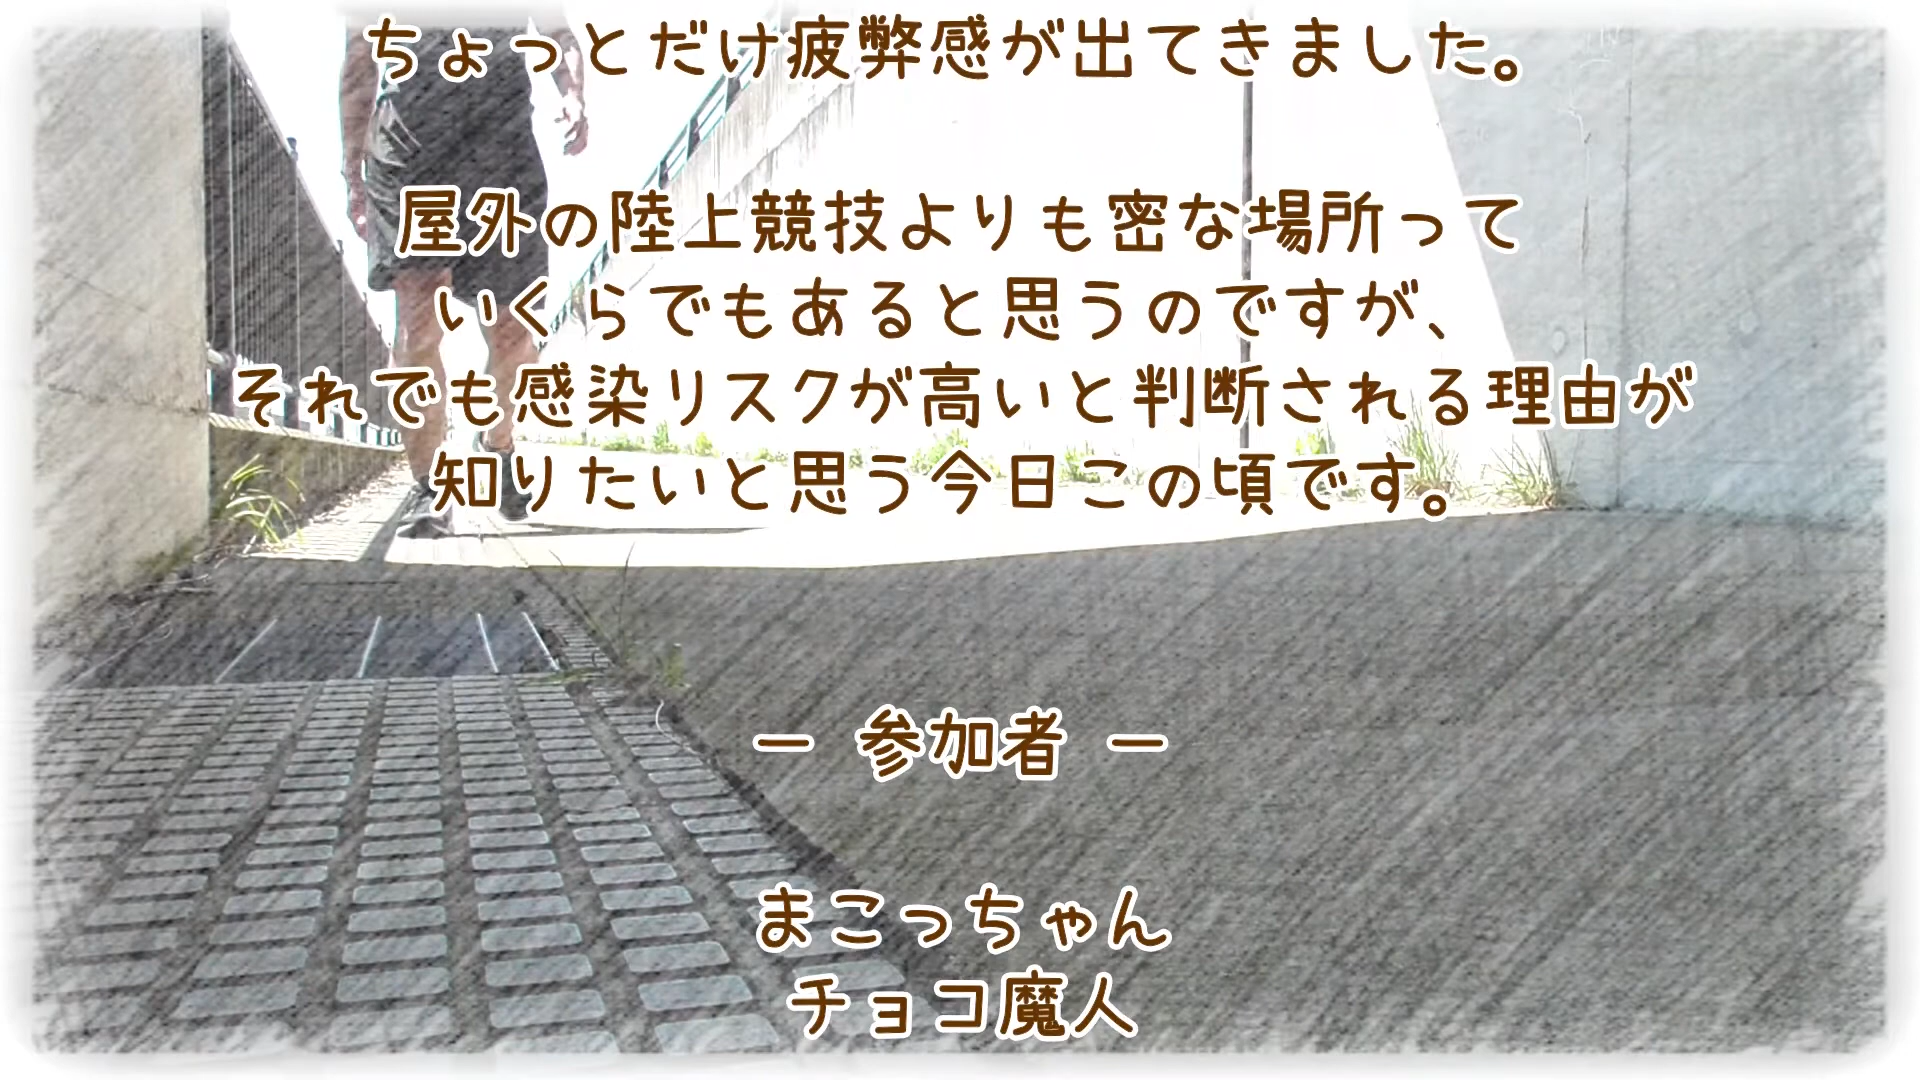 ちょっとだけ疲弊感が出てきました。
屋外の陸上競技よりも密な場所って
いくらでもあると思うのですが、
それでも感染リスクが高いと判断される理由が
知りたいと思う今日この頃です。
― 参加者 ―
まこっちゃん
チョコ魔人